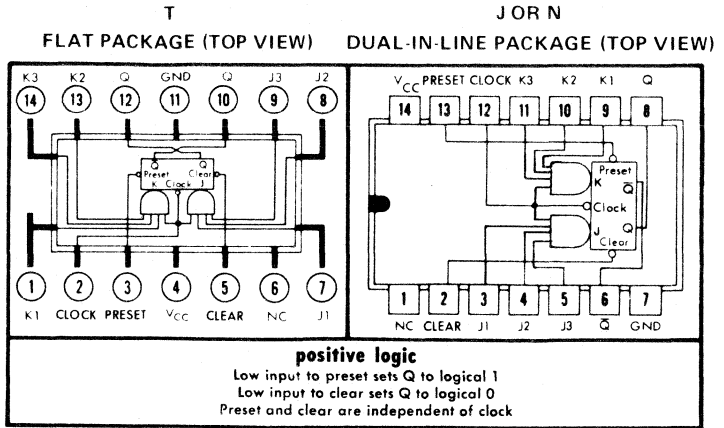 T
FLAT PACKAGE (TOP VIEW)
K3 K2 Q GND Q J3 J2
14 13 12 11 10 9 8
Q̅ Q
Preset Clear
K Clock J
1 2 3 4 5 6 7
K1 CLOCK PRESET VCC CLEAR NC J1
J OR N
DUAL-IN-LINE PACKAGE (TOP VIEW)
VCC PRESET CLOCK K3 K2 K1 Q
14 13 12 11 10 9 8
Preset
K Q̅
Clock
J Q
Clear
1 2 3 4 5 6 7
NC CLEAR J1 J2 J3 Q̅ GND
positive logic
Low input to preset sets Q to logical 1
Low input to clear sets Q to logical 0
Preset and clear are independent of clock